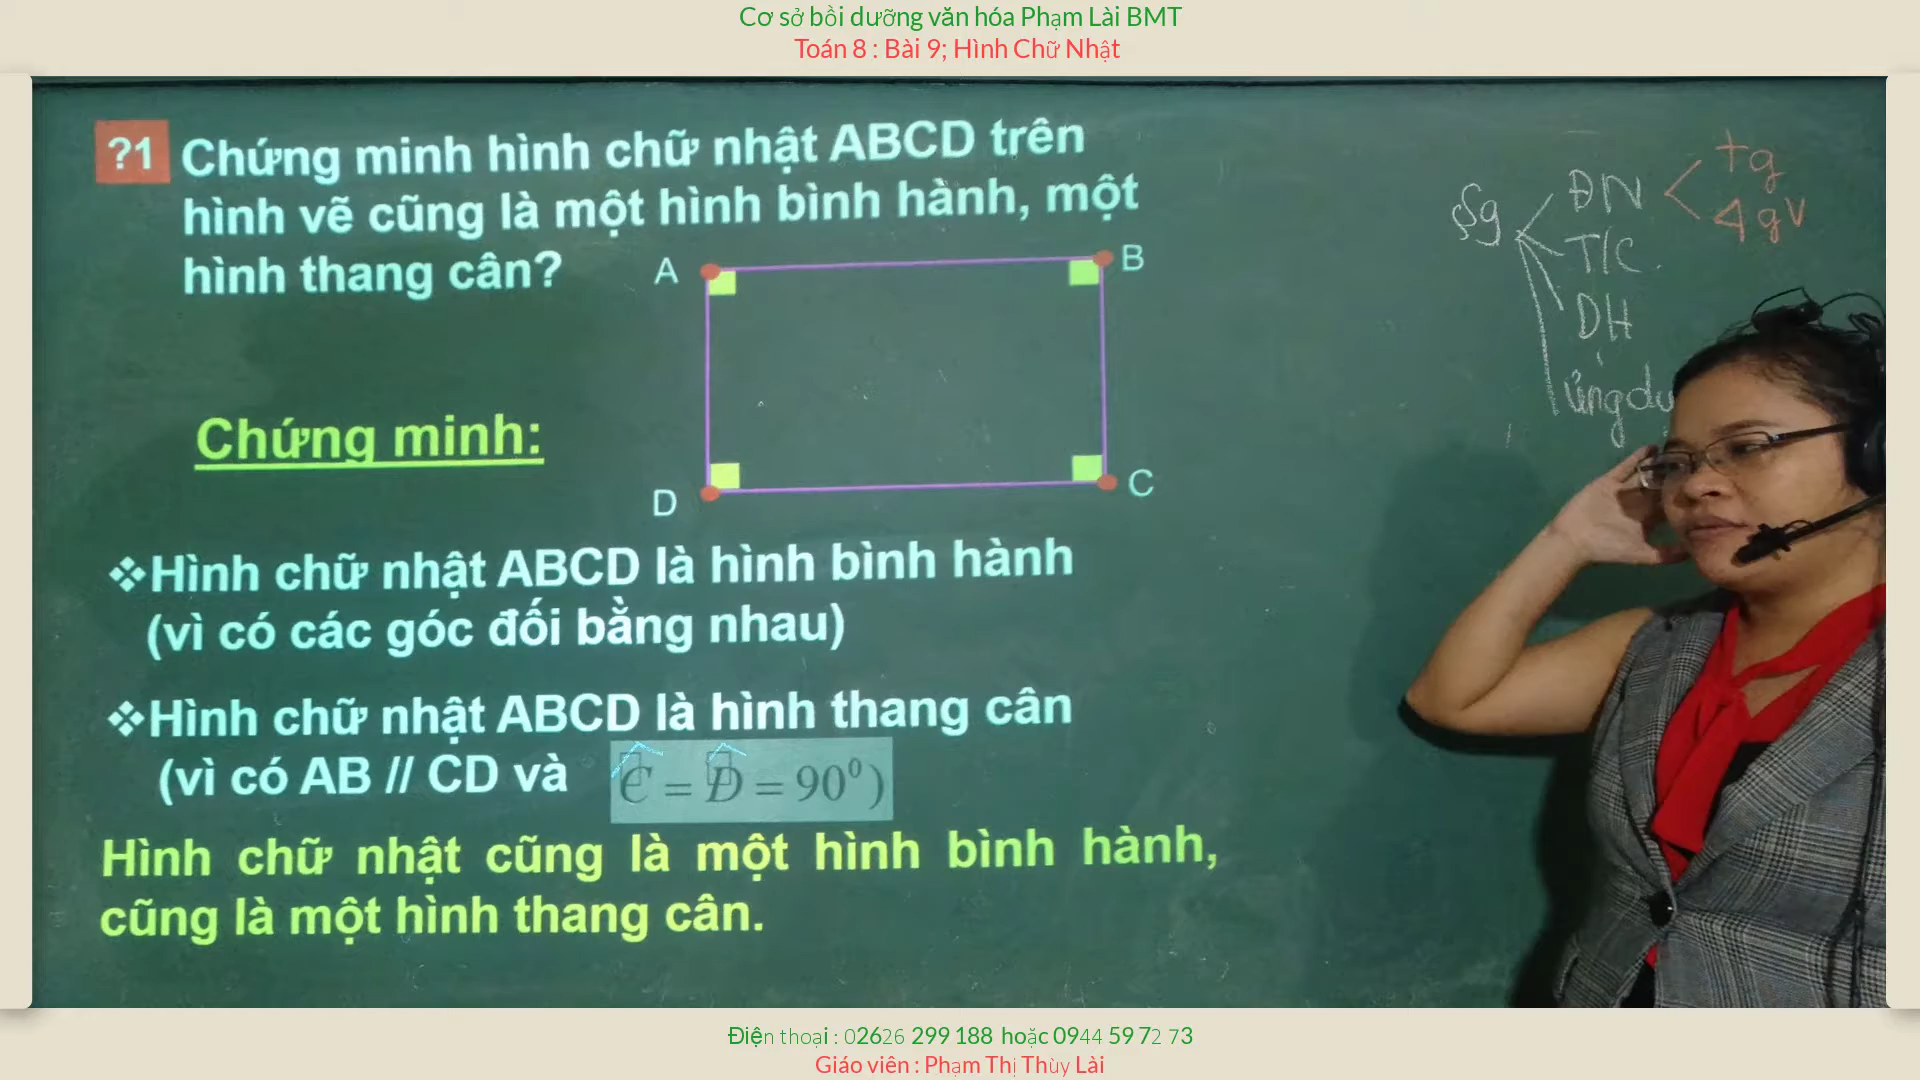 Cơ sở bồi dưỡng văn hóa Phạm Lài BMT
Toán 8 : Bài 9; Hình Chữ Nhật
?1 Chứng minh hình chữ nhật ABCD trên
hình vẽ cũng là một hình bình hành, một
hình thang cân?
A
B
D
C
Chứng minh:
❖Hình chữ nhật ABCD là hình bình hành
(vì có các góc đối bằng nhau)
❖Hình chữ nhật ABCD là hình thang cân
(vì có AB // CD và Ĉ = D̂ = 90⁰)
Hình chữ nhật cũng là một hình bình hành,
cũng là một hình thang cân.
ĐN
tg
4 gV
T/C
DH
Điện thoại : 02626 299 188 hoặc 0944 59 72 73
Giáo viên : Phạm Thị Thùy Lài